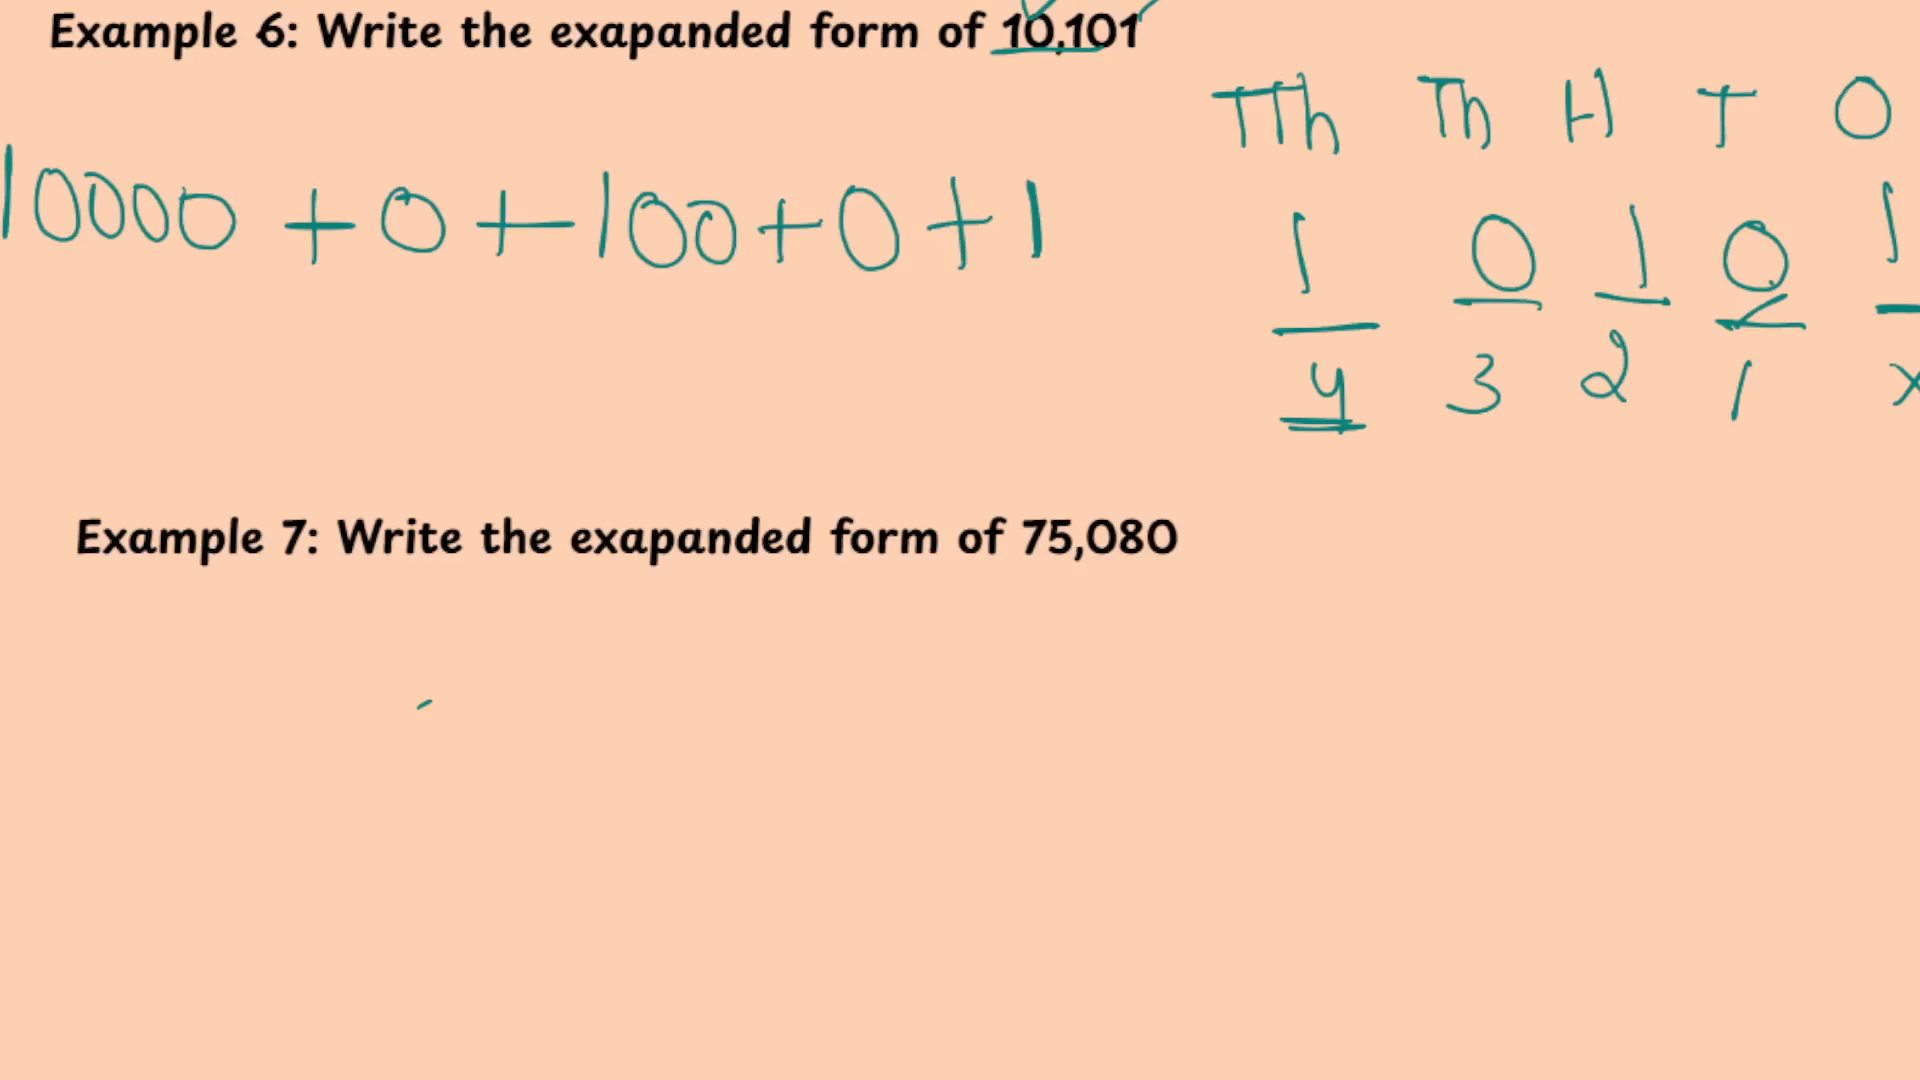 Example 6: Write the exapanded form of 10,101
TTh Th H T O
10000 + 0 + 100 + 0 + 1
1 0 1 0 1
4 3 2 1 x
Example 7: Write the exapanded form of 75,080